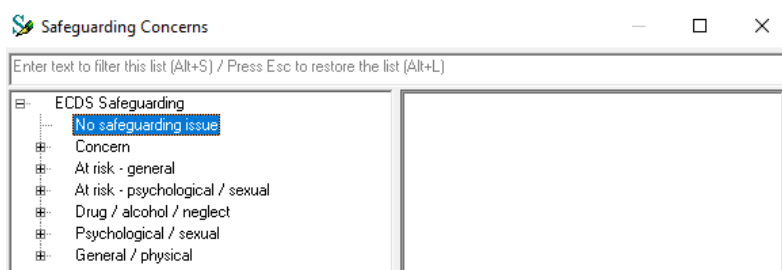 Safeguarding Concerns
Enter text to filter this list (Alt+S) / Press Esc to restore the list (Alt+L)
ECDS Safeguarding
No safeguarding issue
Concern
At risk - general
At risk - psychological / sexual
Drug / alcohol / neglect
Psychological / sexual
General / physical